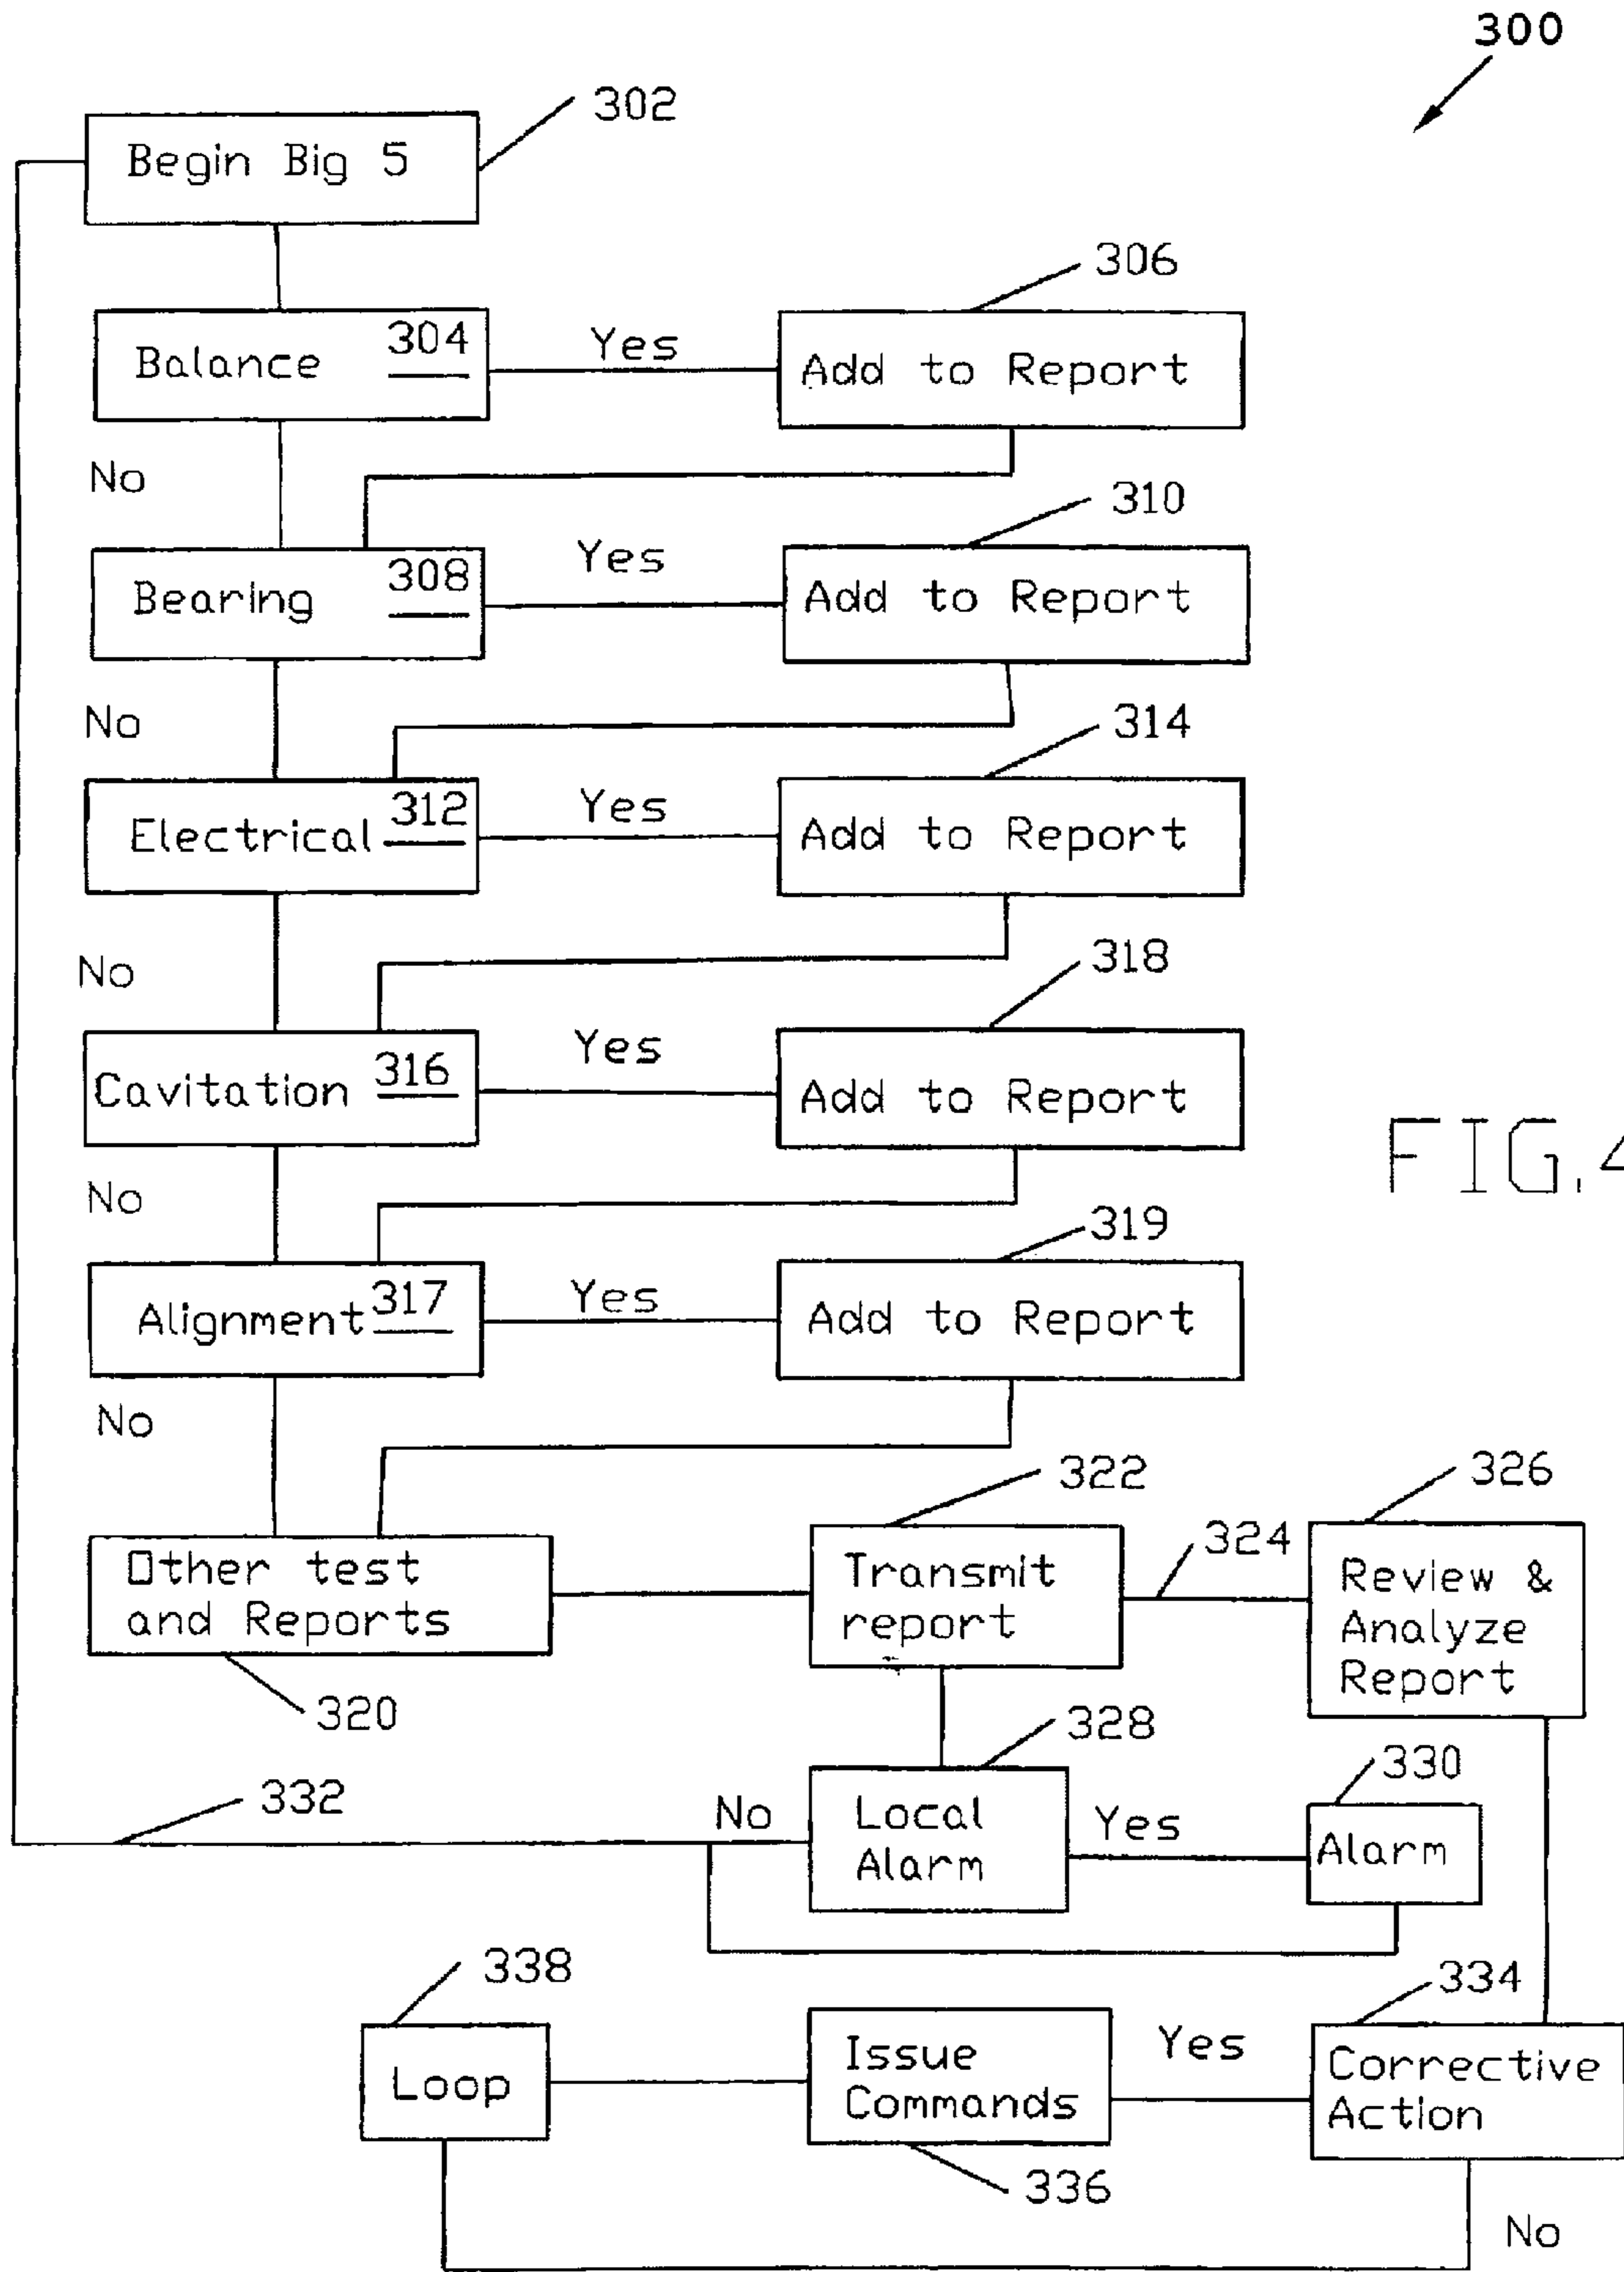 300
302
Begin Big 5
306
Balance 304
Yes
Add to Report
No
310
Bearing 308
Yes
Add to Report
No
314
Electrical 312
Yes
Add to Report
No
318
Cavitation 316
Yes
Add to Report
FIG.4
No
319
Alignment 317
Yes
Add to Report
No
322
326
324
Other test
and Reports
Transmit
report
Review &
Analyze
Report
320
328
330
332
No
Local
Alarm
Yes
Alarm
338
334
Loop
Issue
Commands
Yes
Corrective
Action
336
No